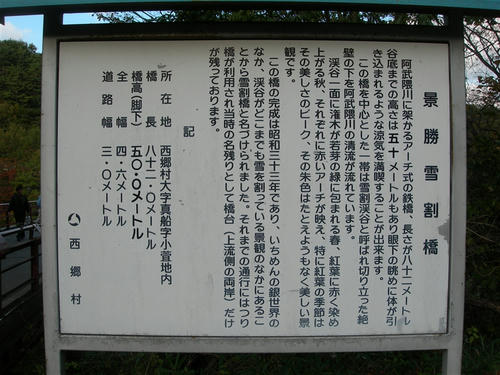 景勝雪割橋
阿武隈川に架かるアーチ式の鉄橋、長さが八十二メートル
谷底までの高さは五十メートルもあり眼下の眺めに体が引
き込まれるような涼気を満喫することが出来ます。
この橋を中心とした一帯は雪割渓谷と呼ばれ切り立った絶
壁の下を阿武隈川の清流が流れています。
渓谷一面に潅木が若芽の緑に包まれる春、紅葉に赤く染め
上がる秋、それぞれに赤いアーチが映え、特に紅葉の季節は
その美しさのピーク、その朱色はたとえようもなく美しい景
観です。
この橋の完成は昭和三十三年であり、いちめんの銀世界の
なか、渓谷がどこまでも雪を割っている景観のなかにあるこ
とから雪割橋と名づけられました。それまでの通行にはつり
橋が利用され当時の名残りとして橋台（上流側の両岸）だけ
が残っております。
記
所在地 西郷村大字真船字小萱地内
橋長 八十二・〇メートル
橋高(脚下) 五〇・〇メートル
全幅 四・六メートル
道路幅 三・〇メートル
西郷村